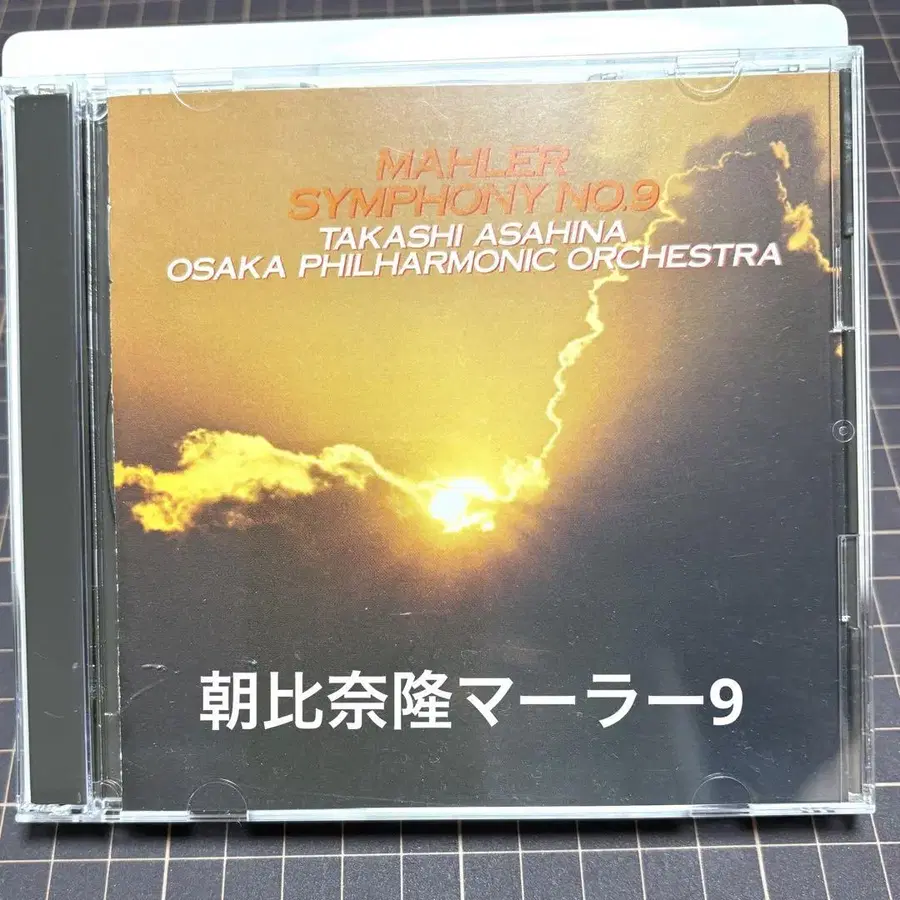 MAHLER
SYMPHONY NO.9
TAKASHI ASAHINA
OSAKA PHILHARMONIC ORCHESTRA
朝比奈隆マーラー9